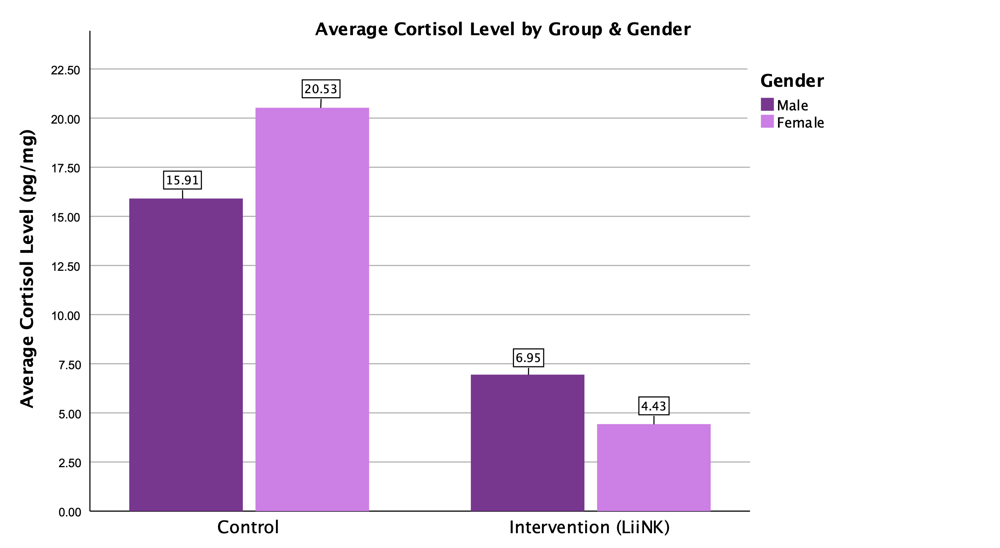 Average Cortisol Level by Group & Gender
Average Cortisol Level (pg/mg)
22.50
20.00
17.50
15.00
12.50
10.00
7.50
5.00
2.50
0.00
15.91
20.53
6.95
4.43
Control
Intervention (LiiNK)
Gender
Male
Female